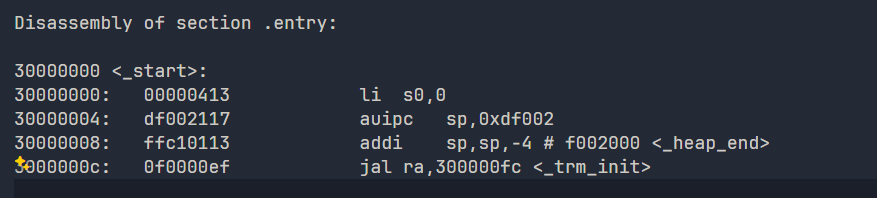 Disassembly of section .entry:
30000000 <_start>:
30000000: 00000413 li s0,0
30000004: df002117 auipc sp,0xdf002
30000008: ffc10113 addi sp,sp,-4 # f002000 <_heap_end>
3000000c: 0f0000ef jal ra,300000fc <_trm_init>